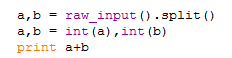 a,b = raw_input().split()
a,b = int(a),int(b)
print a+b